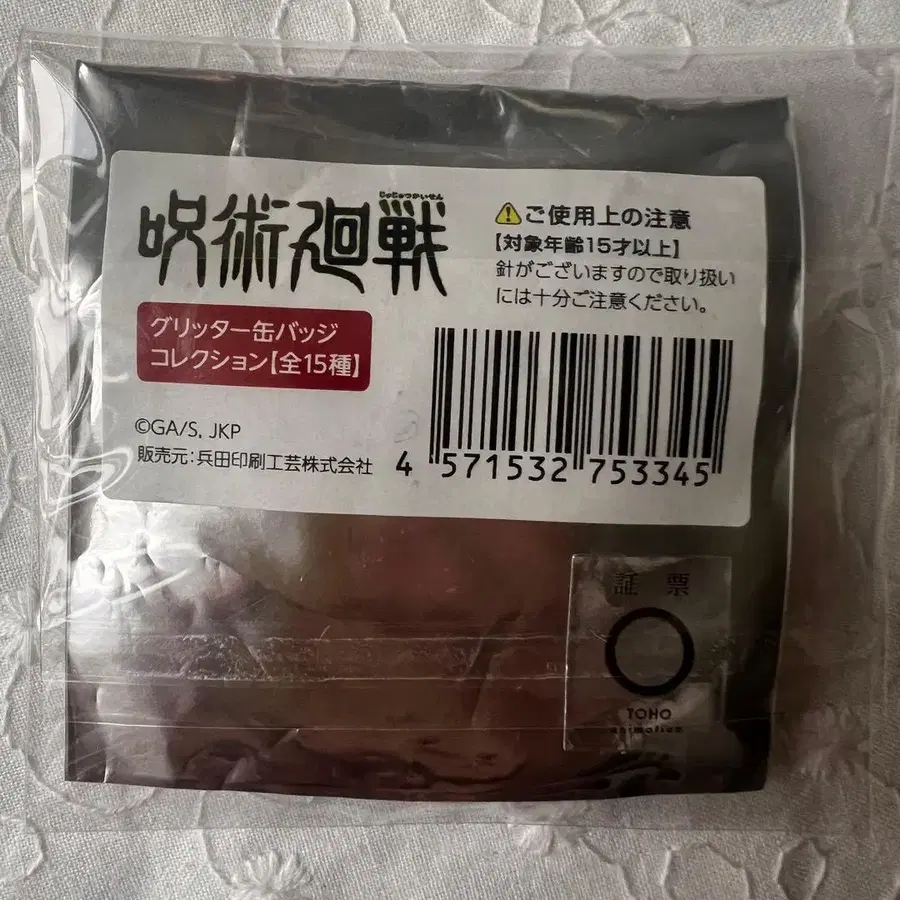 じゅじゅつかいせん
呪術廻戦
グリッター缶バッジ
コレクション【全15種】
©GA/S, JKP
販売元：兵田印刷工芸株式会社
⚠ご使用上の注意
【対象年齢15才以上】
針がございますので取り扱い
には十分ご注意ください。
4 571532 753345
証 票
TOHO
animation